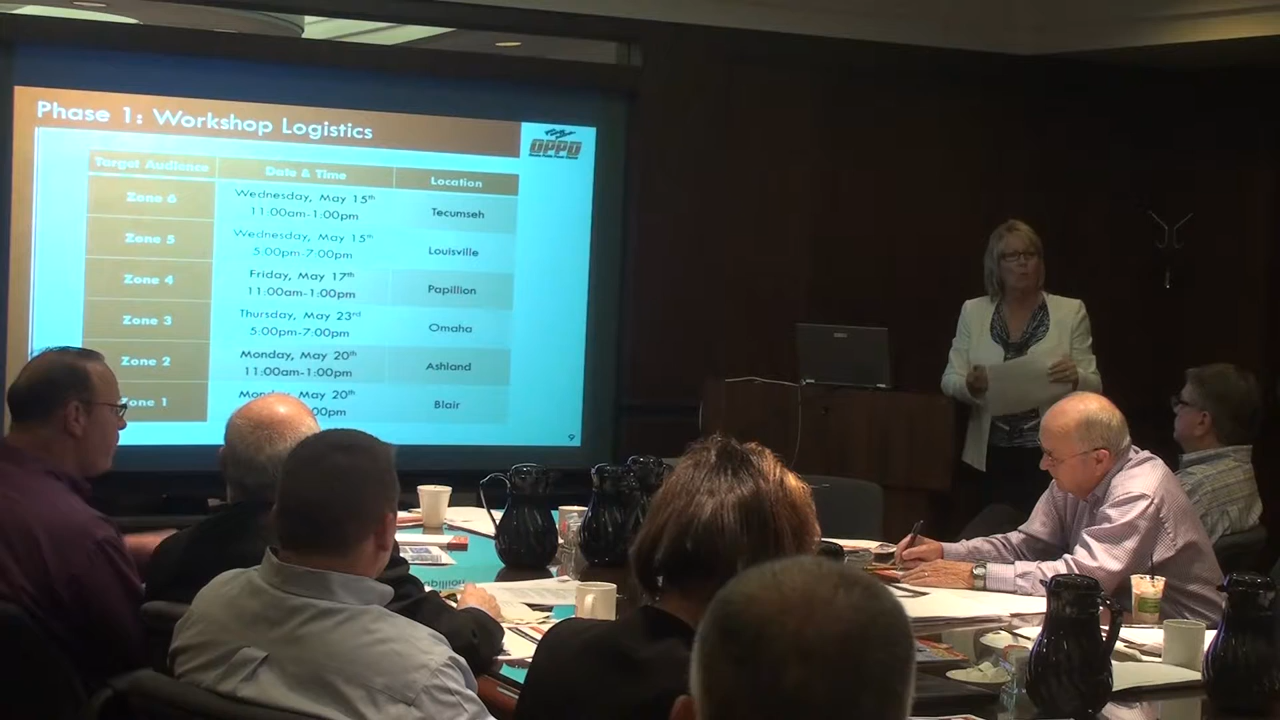 Phase 1: Workshop Logistics
OPPD
Target Audience Date & Time Location
Zone 6 Wednesday, May 15th
11:00am-1:00pm Tecumseh
Zone 5 Wednesday, May 15th
5:00pm-7:00pm Louisville
Zone 4 Friday, May 17th
11:00am-1:00pm Papillion
Zone 3 Thursday, May 23rd
5:00pm-7:00pm Omaha
Zone 2 Monday, May 20th
11:00am-1:00pm Ashland
Zone 1 May 20th
00pm Blair
9